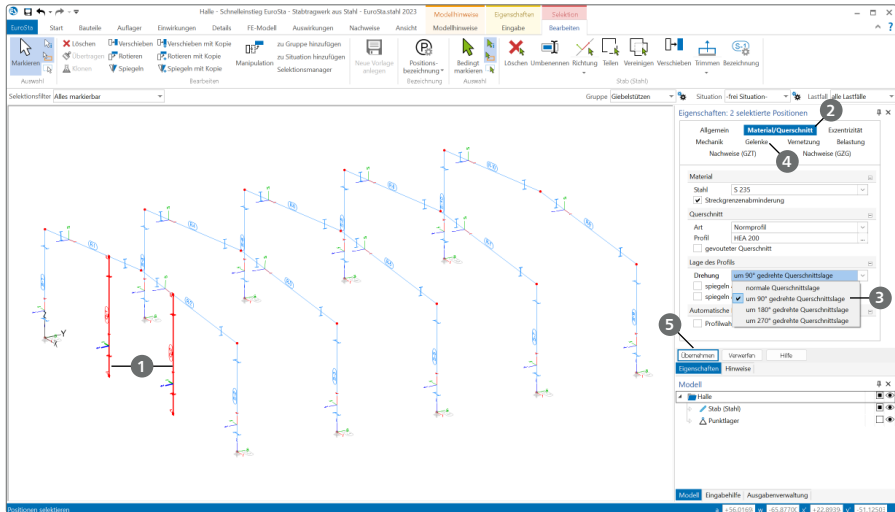 Halle - Schnelleinstieg EuroSta - Stabtragwerk aus Stahl - EuroSta.stahl 2023
Modellhinweise Eigenschaften Selektion
EuroSta Start Bauteile Auflager Einwirkungen Details FE-Modell Auswirkungen Nachweise Ansicht Modellhinweise Eingabe Bearbeiten
Markieren
Löschen
Übertragen
Klonen
Verschieben
Rotieren
Spiegeln
Verschieben mit Kopie
Rotieren mit Kopie
Spiegeln mit Kopie
Manipulation
zu Gruppe hinzufügen
zu Situation hinzufügen
Selektionsmanager
Neue Vorlage anlegen
Positions-bezeichnung
Bedingt markieren
Löschen Umbenennen Richtung Teilen Vereinigen Verschieben Trimmen Bezeichnung
Auswahl Bearbeiten Bezeichnung Auswahl Stab (Stahl)
Selektionsfilter Alles markierbar
Gruppe Giebelstützen Situation -frei Situation- Lastfall alle Lastfälle
Eigenschaften: 2 selektierte Positionen
2
Allgemein Material/Querschnitt Exzentrizität
Mechanik Gelenke Vernetzung Belastung
4
Nachweise (GZT) Nachweise (GZG)
Material
Stahl S 235
Streckgrenzenabminderung
Querschnitt
Art Normprofil
Profil HEA 200
gevouteter Querschnitt
Lage des Profils
Drehung um 90° gedrehte Querschnittslage
spiegeln
normale Querschnittslage
spiegeln
um 90° gedrehte Querschnittslage
3
Automatische
um 180° gedrehte Querschnittslage
Profilwah
um 270° gedrehte Querschnittslage
5
Übernehmen Verwerfen Hilfe
Eigenschaften Hinweise
Modell
Halle
Stab (Stahl)
Punktlager
1
Y
X
Modell Eingabehilfe Ausgabenverwaltung
Positionen selektieren